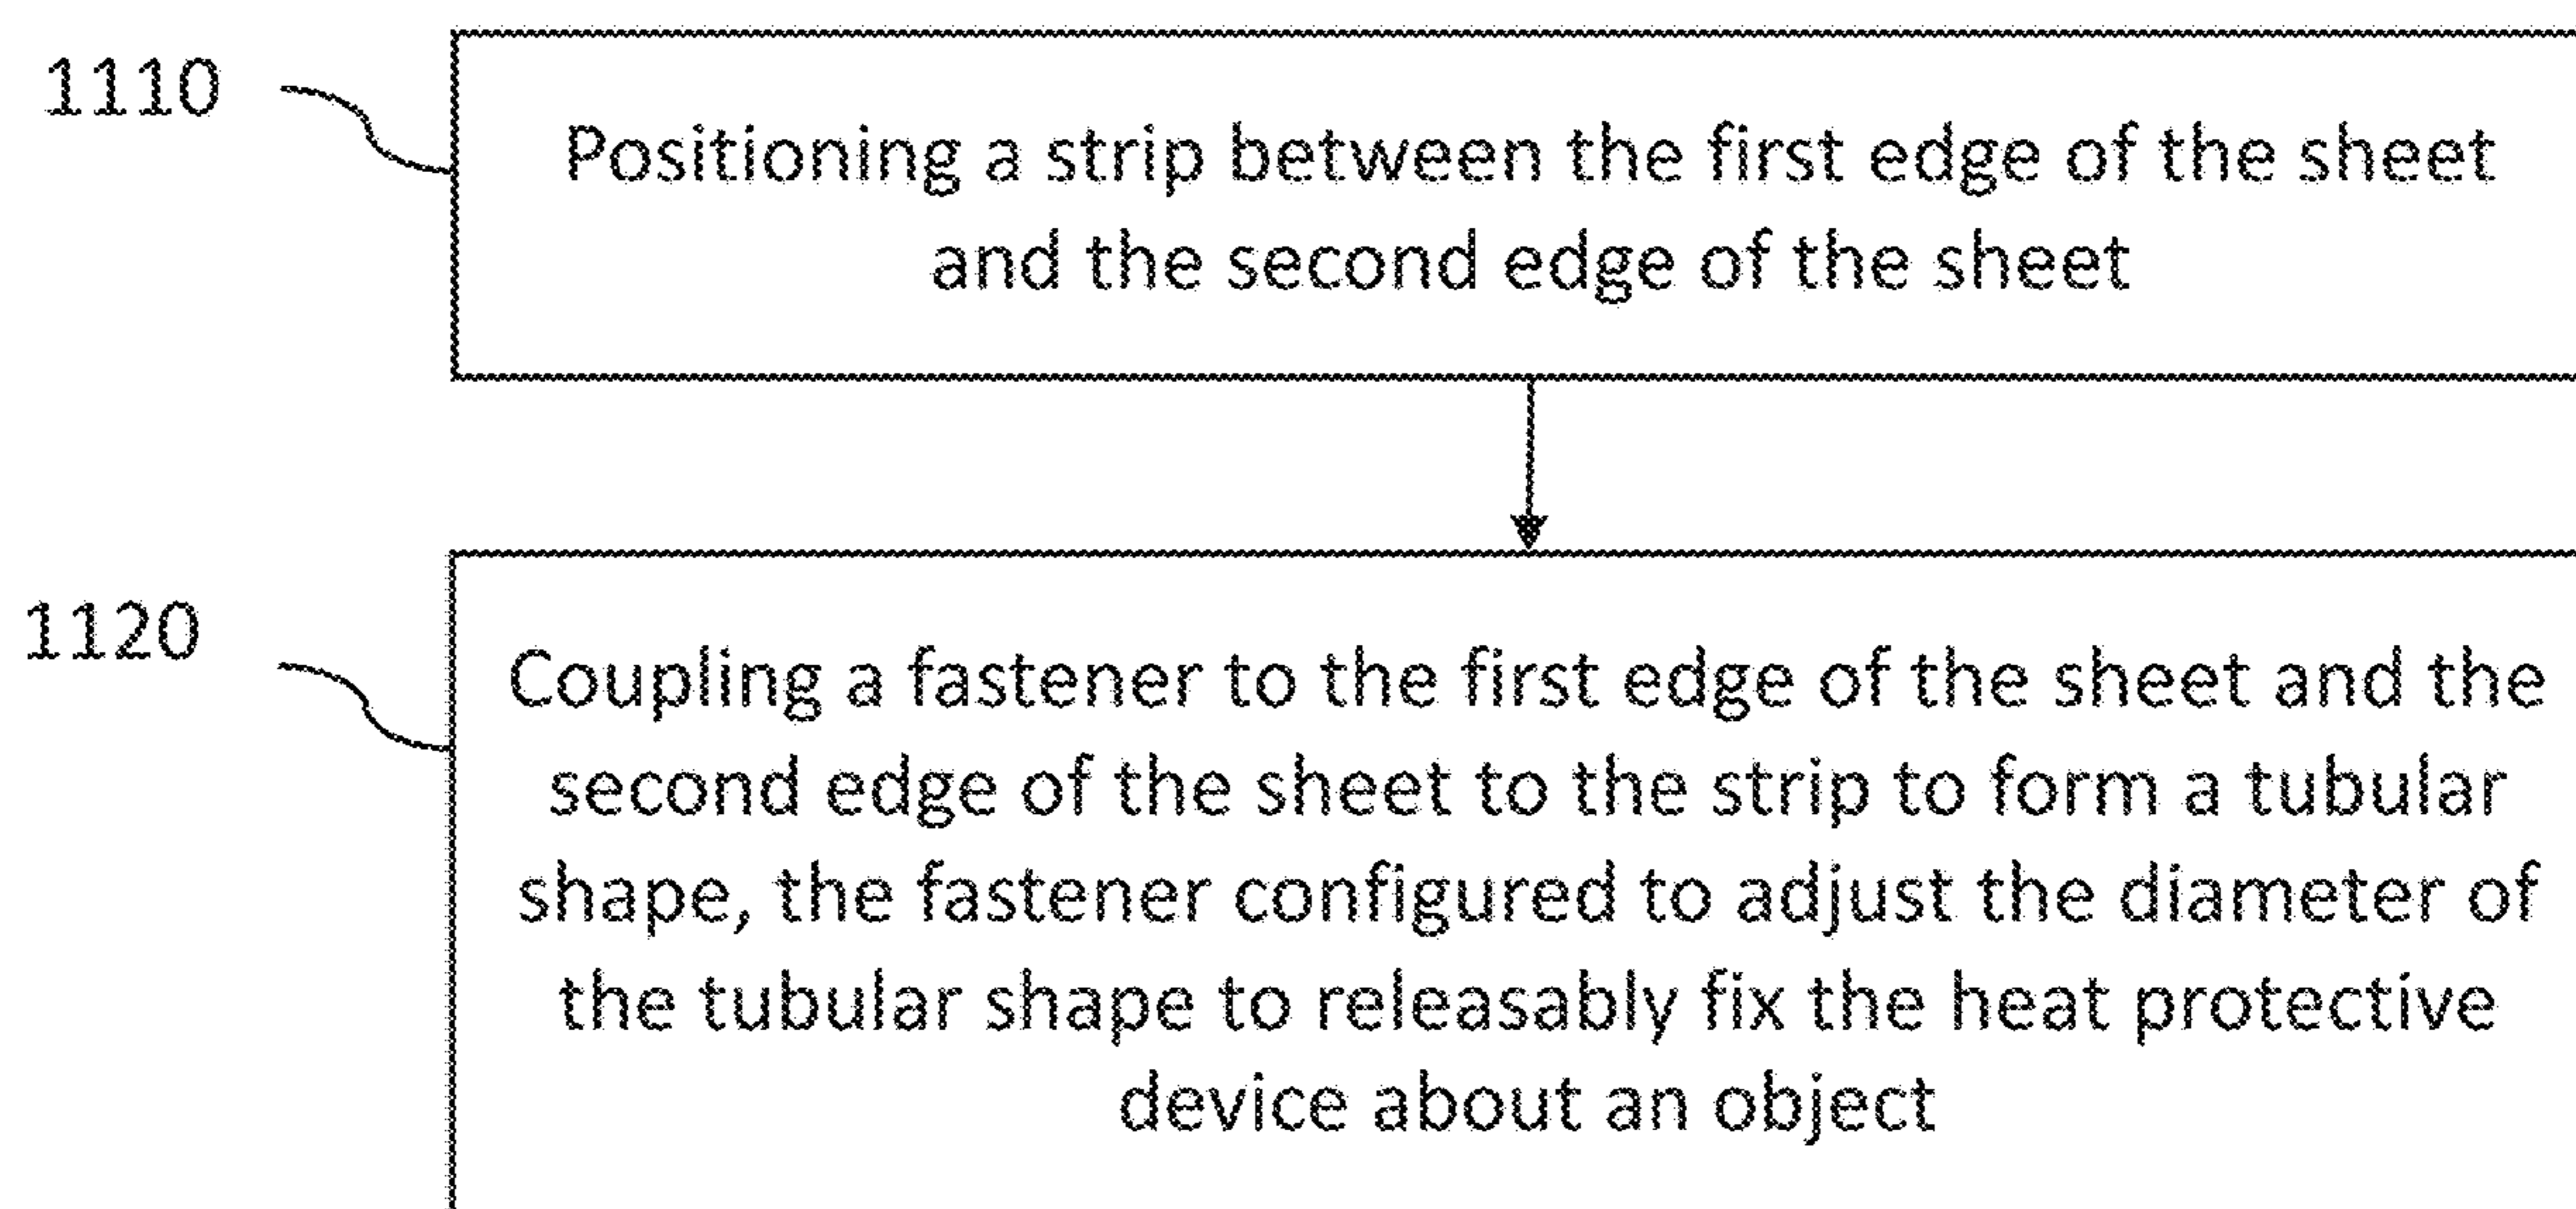 1110
Positioning a strip between the first edge of the sheet
and the second edge of the sheet
1120
Coupling a fastener to the first edge of the sheet and the
second edge of the sheet to the strip to form a tubular
shape, the fastener configured to adjust the diameter of
the tubular shape to releasably fix the heat protective
device about an object